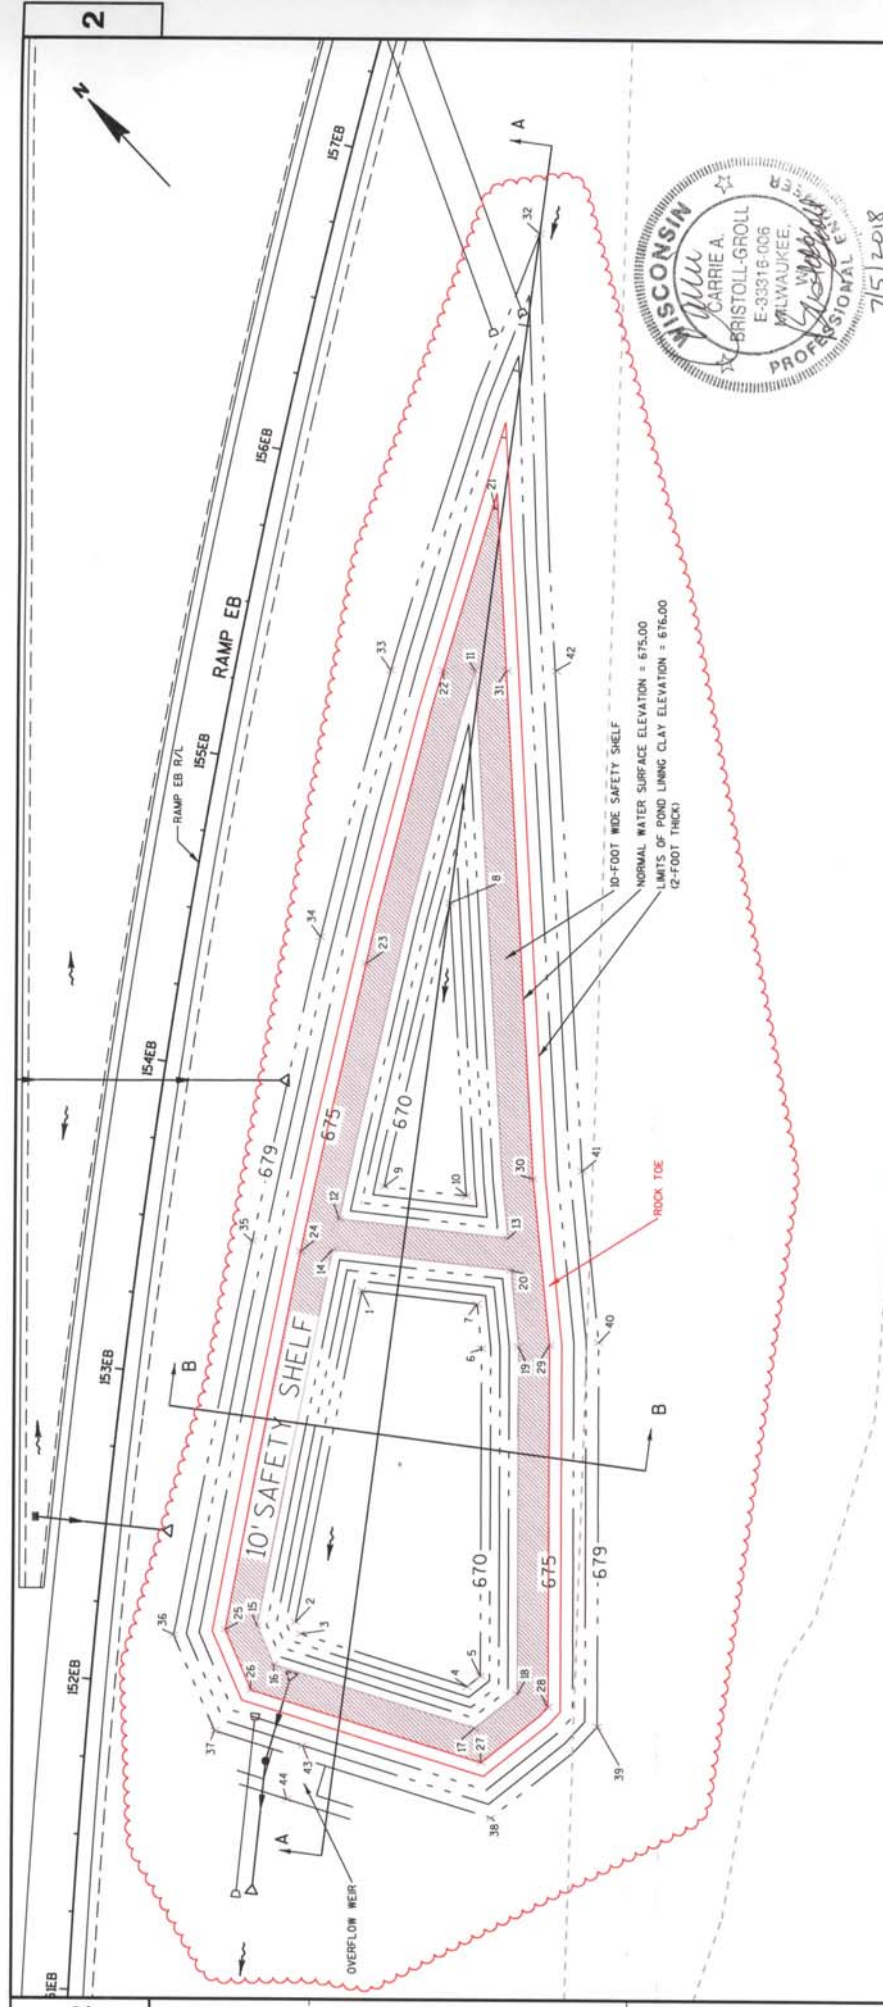 2
N
151EB
152EB
153EB
154EB
155EB
156EB
157EB
RAMP EB R/L
RAMP EB
A
A
B
B
36
35
34
33
32
37
44
43
38
39
40
41
42
679
675
670
10' SAFETY SHELF
670
675
679
25
15
26
16
2
3
4
5
17
27
18
28
1
7
6
14
24
12
9
10
13
20
19
29
30
23
8
22
11
31
21
OVERFLOW WEIR
ROCK TOE
10-FOOT WIDE SAFETY SHELF
NORMAL WATER SURFACE ELEVATION = 675.00
LIMITS OF POND LINING CLAY ELEVATION = 676.00
(2-FOOT THICK)
WISCONSIN
CARRIE A.
BRISTOLL-GROLL
E-33316-006
MILWAUKEE,
PROFESSIONAL ENGINEER
7/5/2018